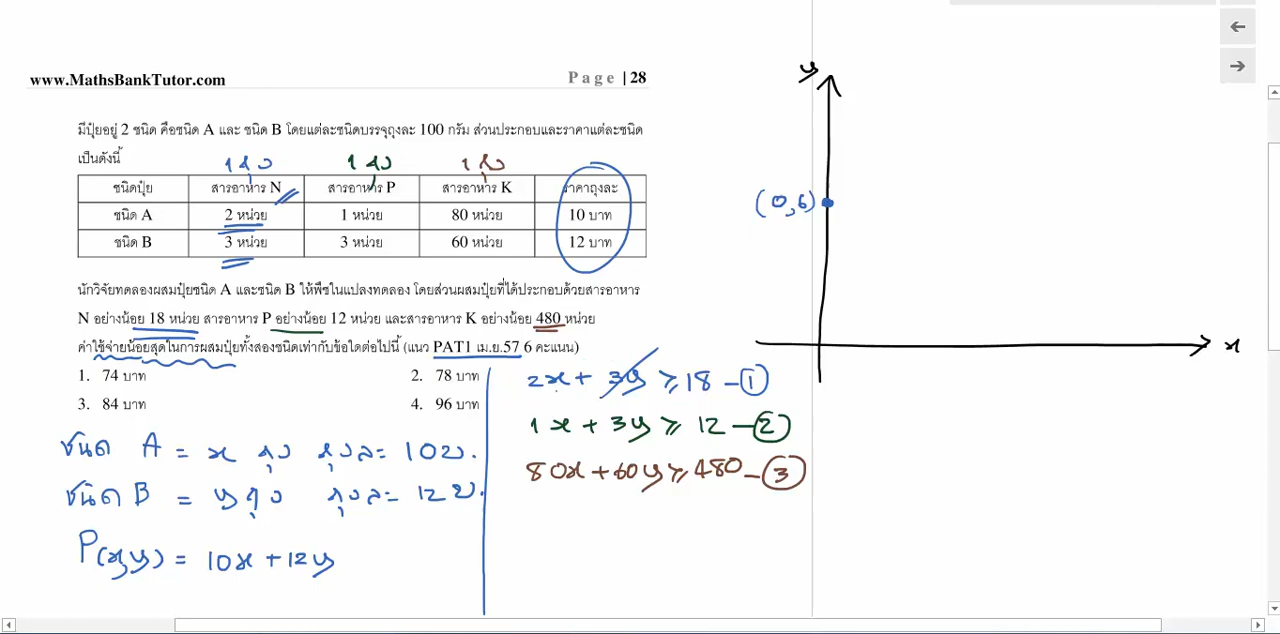 www.MathsBankTutor.com
Page | 28
มีปุ๋ยอยู่ 2 ชนิด คือชนิด A และ ชนิด B โดยแต่ละชนิดบรรจุถุงละ 100 กรัม ส่วนประกอบและราคาแต่ละชนิด
เป็นดังนี้
1 ถุง 1 ถุง 1 ถุง
ชนิดปุ๋ย สารอาหาร N สารอาหาร P สารอาหาร K ราคาถุงละ
ชนิด A 2 หน่วย 1 หน่วย 80 หน่วย 10 บาท
ชนิด B 3 หน่วย 3 หน่วย 60 หน่วย 12 บาท
นักวิจัยทดลองผสมปุ๋ยชนิด A และชนิด B ให้พืชในแปลงทดลอง โดยส่วนผสมปุ๋ยที่ได้ประกอบด้วยสารอาหาร
N อย่างน้อย 18 หน่วย สารอาหาร P อย่างน้อย 12 หน่วย และสารอาหาร K อย่างน้อย 480 หน่วย
ค่าใช้จ่ายน้อยสุดในการผสมปุ๋ยทั้งสองชนิดเท่ากับข้อใดต่อไปนี้ (แนว PAT1 เม.ย.57 6 คะแนน)
1. 74 บาท 2. 78 บาท
3. 84 บาท 4. 96 บาท
ชนิด A = x ถุง ถุงละ 10 บ.
ชนิด B = y ถุง ถุงละ 12 บ.
P(x,y) = 10x + 12y
2x + 3y ≥ 18 - ①
1x + 3y ≥ 12 - ②
80x + 60y ≥ 480 - ③
y
(0,6)
x